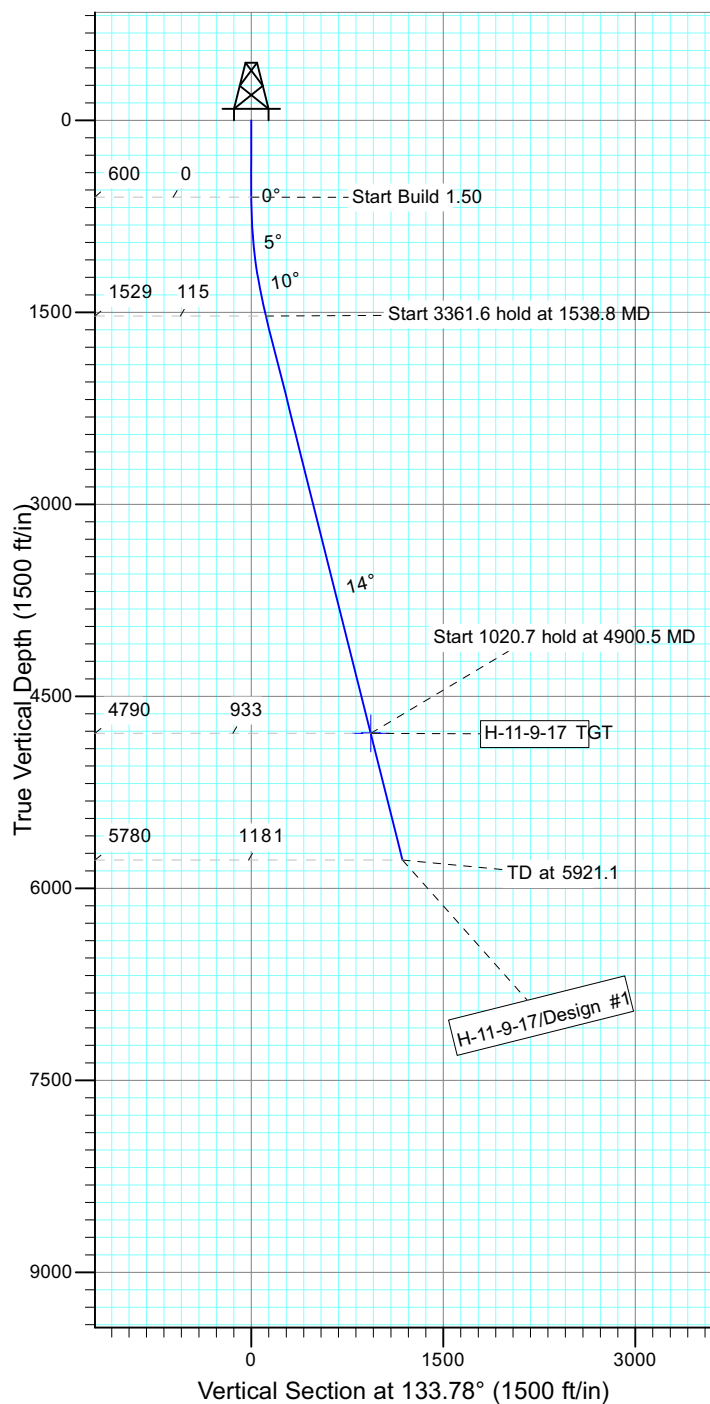 0
600 0
0°
Start Build 1.50
5°
10°
1529 115
1500
Start 3361.6 hold at 1538.8 MD
3000
14°
Start 1020.7 hold at 4900.5 MD
4500
4790 933
H-11-9-17 TGT
True Vertical Depth (1500 ft/in)
5780 1181
TD at 5921.1
6000
H-11-9-17/Design #1
7500
9000
0 1500 3000
Vertical Section at 133.78° (1500 ft/in)